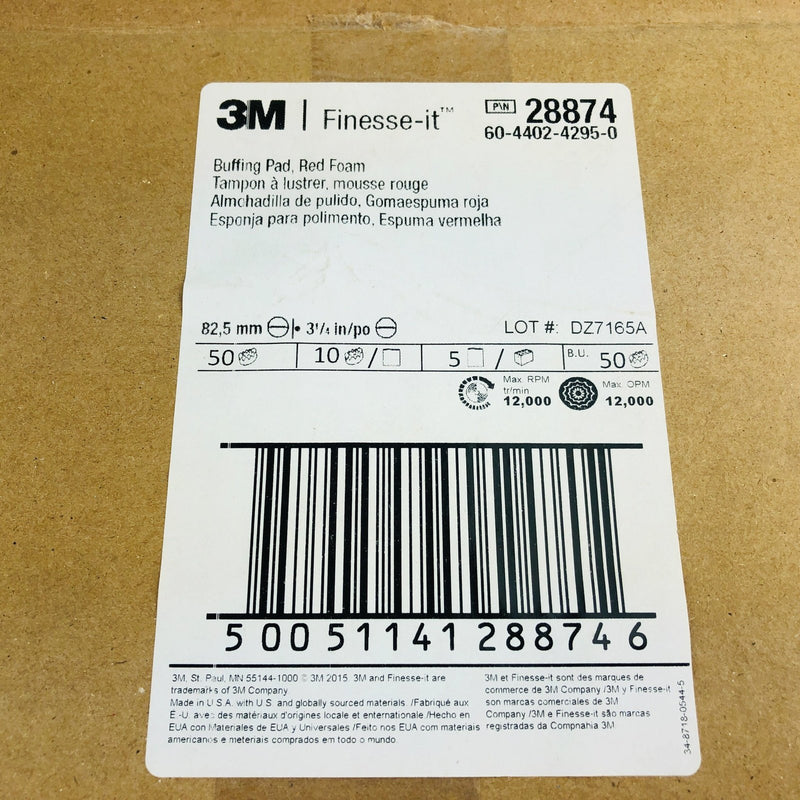 3M | Finesse-it™
P\N 28874
60-4402-4295-0
Buffing Pad, Red Foam
Tampon à lustrer, mousse rouge
Almohadilla de pulido, Gomaespuma roja
Esponja para polimento, Espuma vermelha
82,5 mm • 3¹/₄ in/po
LOT #: DZ7165A
50 10 / 5 / B.U. 50
Max RPM
tr/min
12,000
Max OPM
12,000
5 00 51141 28874 6
3M, St. Paul, MN 55144-1000 © 3M 2015. 3M and Finesse-it are
trademarks of 3M Company.
Made in U.S.A. with U.S. and globally sourced materials. /Fabriqué aux
É.-U. avec des matériaux d'origines locale et enternationale /Hecho en
EUA con Materiales de EUA y Universales /Feito nos EUA com materiais
americanos e meteriais comprados em todo o mundo.
3M et Finesse-it sont des marques de
commerce de 3M Company /3M y Finesse-it
son marcas comerciales de 3M
Company /3M e Finesse-it são marcas
registradas da Compnahia 3M
34-8718-0544-5